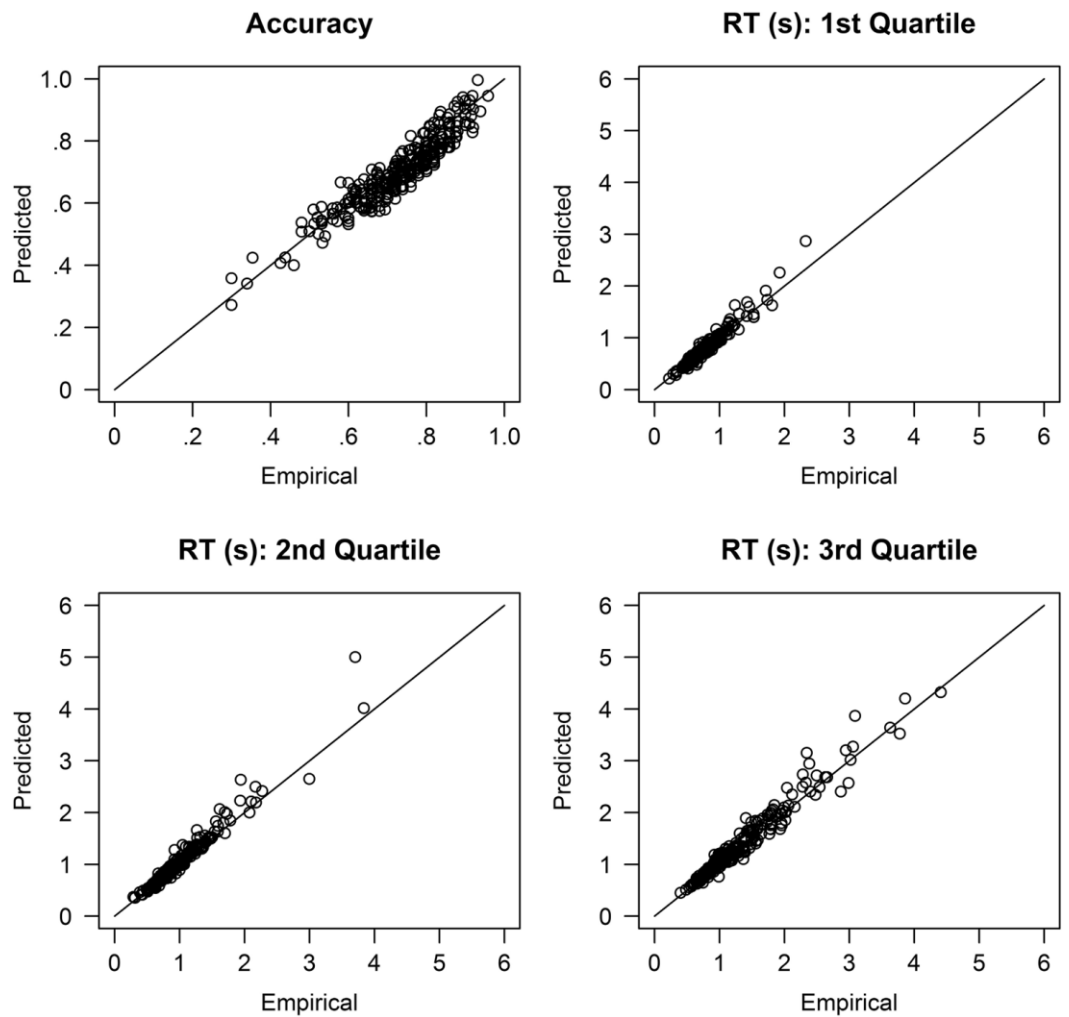 Accuracy
1.0
.8
.6
.4
.2
0
Predicted
0 .2 .4 .6 .8 1.0
Empirical
RT (s): 1st Quartile
6
5
4
3
2
1
0
Predicted
0 1 2 3 4 5 6
Empirical
RT (s): 2nd Quartile
6
5
4
3
2
1
0
Predicted
0 1 2 3 4 5 6
Empirical
RT (s): 3rd Quartile
6
5
4
3
2
1
0
Predicted
0 1 2 3 4 5 6
Empirical